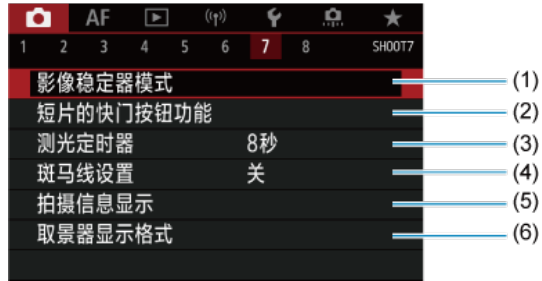 AF
1 2 3 4 5 6 7 8 SHOOT7
影像稳定器模式 (1)
短片的快门按钮功能 (2)
测光定时器 8秒 (3)
斑马线设置 关 (4)
拍摄信息显示 (5)
取景器显示格式 (6)